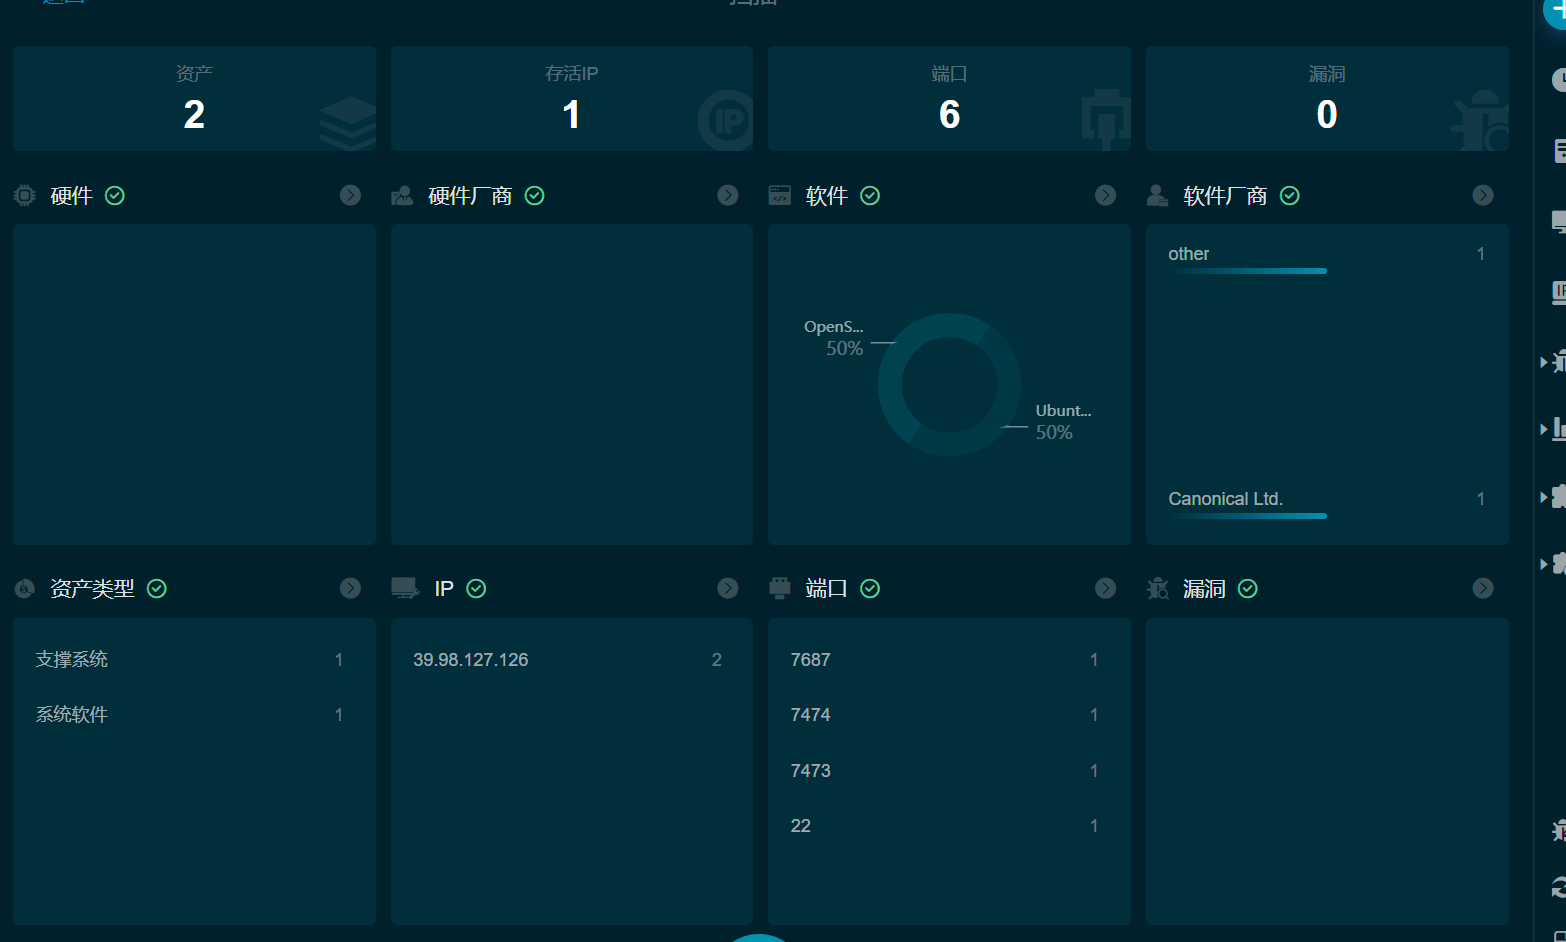 资产
2
存活IP
1
端口
6
漏洞
0
硬件
硬件厂商
软件
软件厂商
OpenS...
50%
Ubunt...
50%
other 1
Canonical Ltd. 1
资产类型
IP
端口
漏洞
支撑系统 1
系统软件 1
39.98.127.126 2
7687 1
7474 1
7473 1
22 1